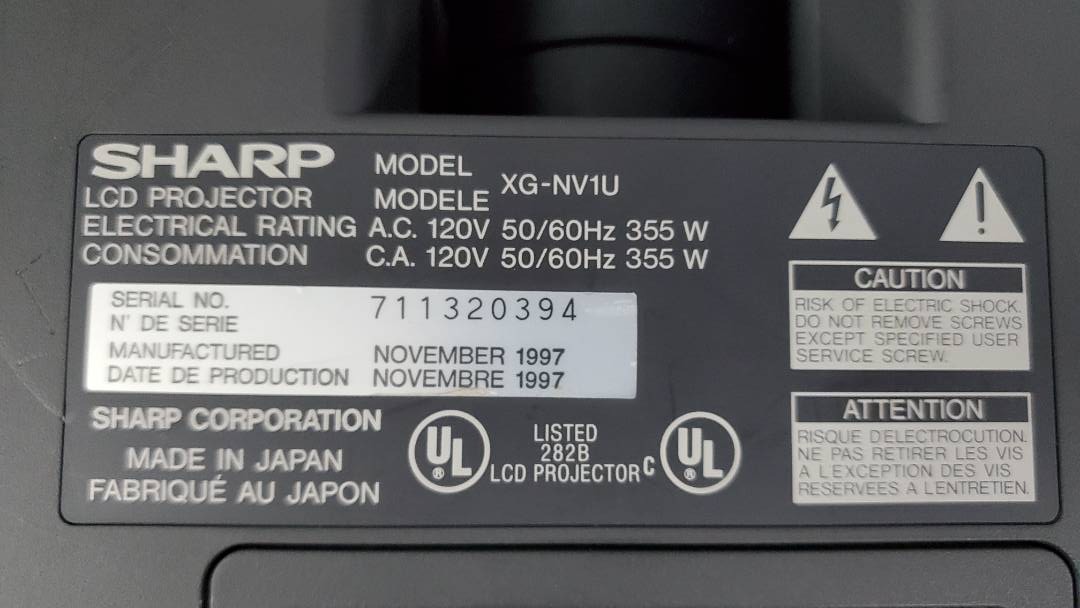 SHARP
LCD PROJECTOR
MODEL
MODELE
XG-NV1U
ELECTRICAL RATING A.C. 120V 50/60Hz 355 W
CONSOMMATION C.A. 120V 50/60Hz 355 W
SERIAL NO.
N' DE SERIE
711320394
MANUFACTURED NOVEMBER 1997
DATE DE PRODUCTION NOVEMBRE 1997
SHARP CORPORATION
MADE IN JAPAN
FABRIQUÉ AU JAPON
UL
LISTED
282B
LCD PROJECTOR
C UL
CAUTION
RISK OF ELECTRIC SHOCK.
DO NOT REMOVE SCREWS
EXCEPT SPECIFIED USER
SERVICE SCREW.
ATTENTION
RISQUE D'ELECTROCUTION.
NE PAS RETIRER LES VIS
A L'EXCEPTION DES VIS
RESERVEES A L'ENTRETIEN.